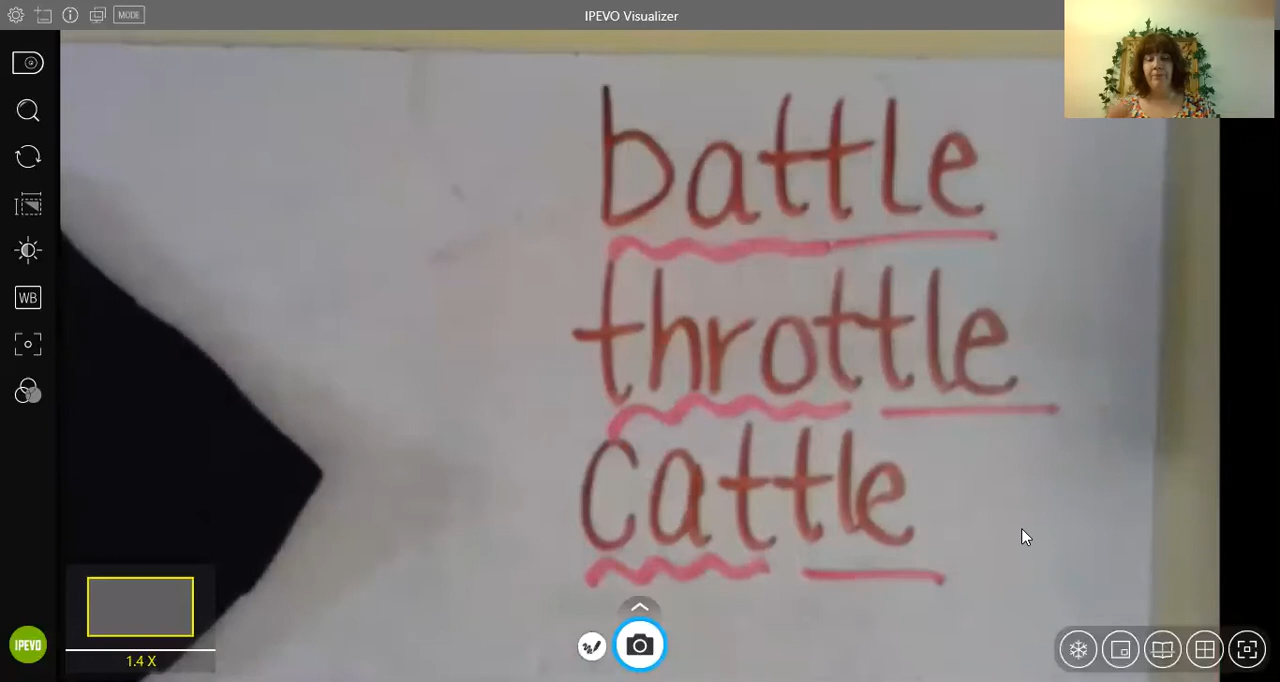 MODE
IPEVO Visualizer
WB
battle
throttle
Cattle
IPEVO
1.4 X